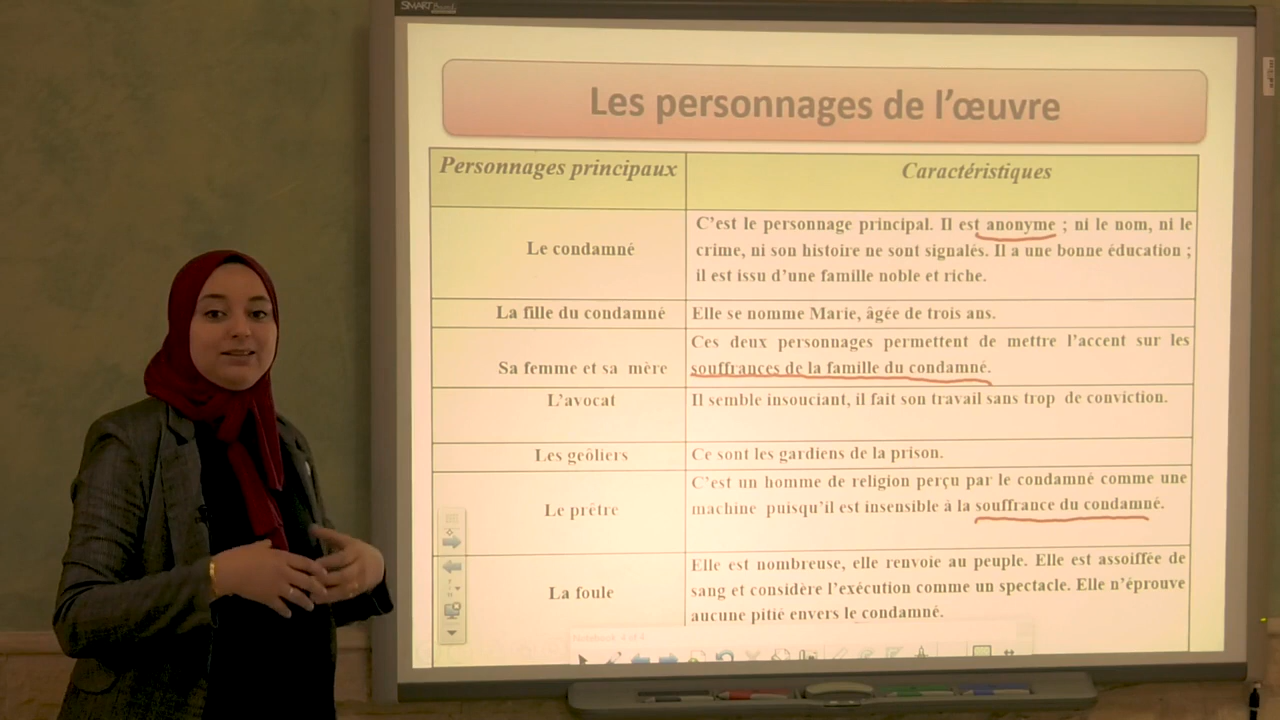 SMART Board
Les personnages de l'œuvre
Personnages principaux
Caractéristiques
Le condamné
C'est le personnage principal. Il est anonyme ; ni le nom, ni le
crime, ni son histoire ne sont signalés. Il a une bonne éducation ;
il est issu d'une famille noble et riche.
La fille du condamné
Elle se nomme Marie, âgée de trois ans.
Sa femme et sa mère
Ces deux personnages permettent de mettre l'accent sur les
souffrances de la famille du condamné.
L'avocat
Il semble insouciant, il fait son travail sans trop de conviction.
Les geôliers
Ce sont les gardiens de la prison.
Le prêtre
C'est un homme de religion perçu par le condamné comme une
machine puisqu'il est insensible à la souffrance du condamné.
La foule
Elle est nombreuse, elle renvoie au peuple. Elle est assoiffée de
sang et considère l'exécution comme un spectacle. Elle n'éprouve
aucune pitié envers le condamné.